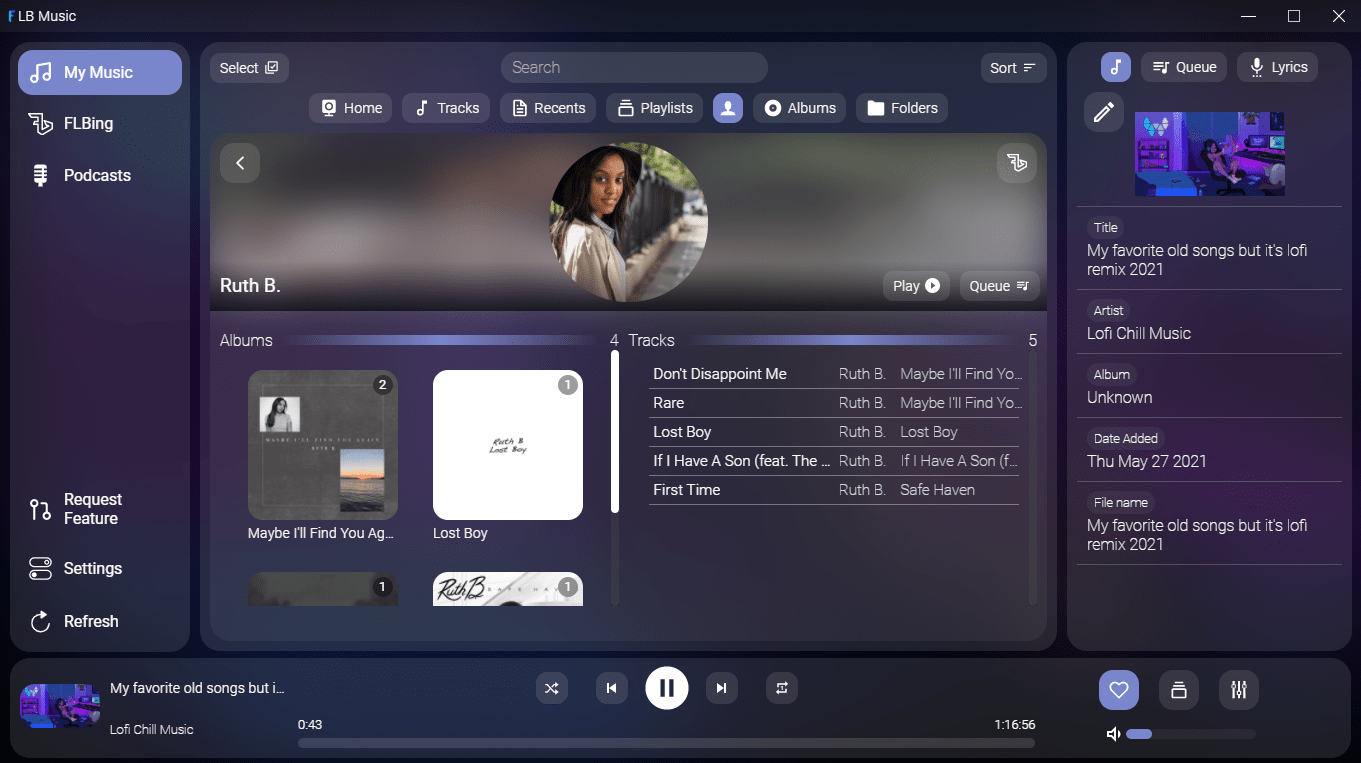 FLB Music
My Music
FLBing
Podcasts
Request
Feature
Settings
Refresh
Select
Search
Sort
Home
Tracks
Recents
Playlists
Albums
Folders
Ruth B.
Play
Queue
Albums
4
2
MAYBE I'LL FIND YOU AGAIN
RUTH B.
Maybe I'll Find You Ag...
1
Ruth B
Lost Boy
Lost Boy
1
Ruth B
SAFE HAVEN
1
Tracks
5
Don't Disappoint Me Ruth B. Maybe I'll Find Yo...
Rare Ruth B. Maybe I'll Find Yo...
Lost Boy Ruth B. Lost Boy
If I Have A Son (feat. The ... Ruth B. If I Have A Son (f...
First Time Ruth B. Safe Haven
Queue
Lyrics
Title
My favorite old songs but it's lofi
remix 2021
Artist
Lofi Chill Music
Album
Unknown
Date Added
Thu May 27 2021
File name
My favorite old songs but it's lofi
remix 2021
My favorite old songs but i...
Lofi Chill Music
0:43
1:16:56